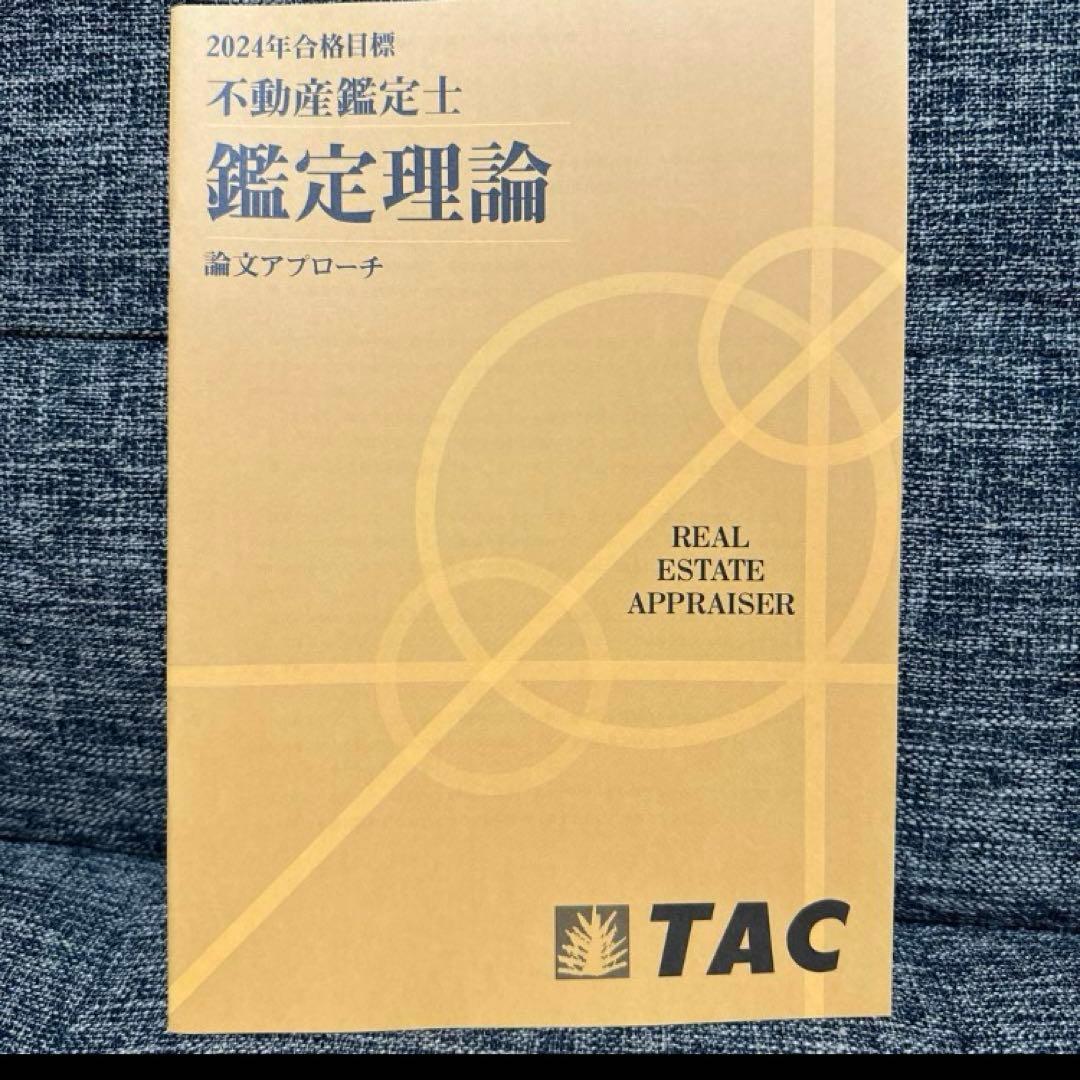 2024年合格目標
不動産鑑定士
鑑定理論
論文アプローチ
REAL
ESTATE
APPRAISER
TAC